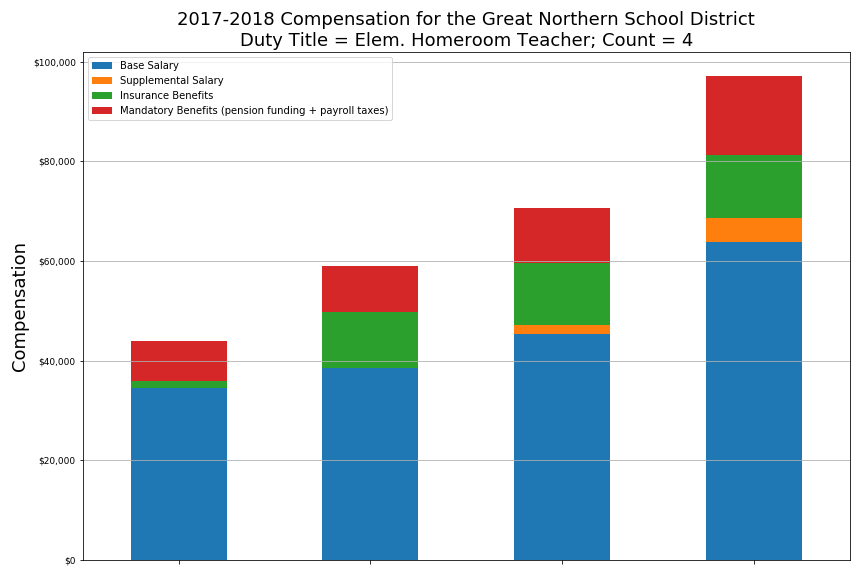 2017-2018 Compensation for the Great Northern School District
Duty Title = Elem. Homeroom Teacher; Count = 4
Base Salary
Supplemental Salary
Insurance Benefits
Mandatory Benefits (pension funding + payroll taxes)
Compensation
$100,000
$80,000
$60,000
$40,000
$20,000
$0